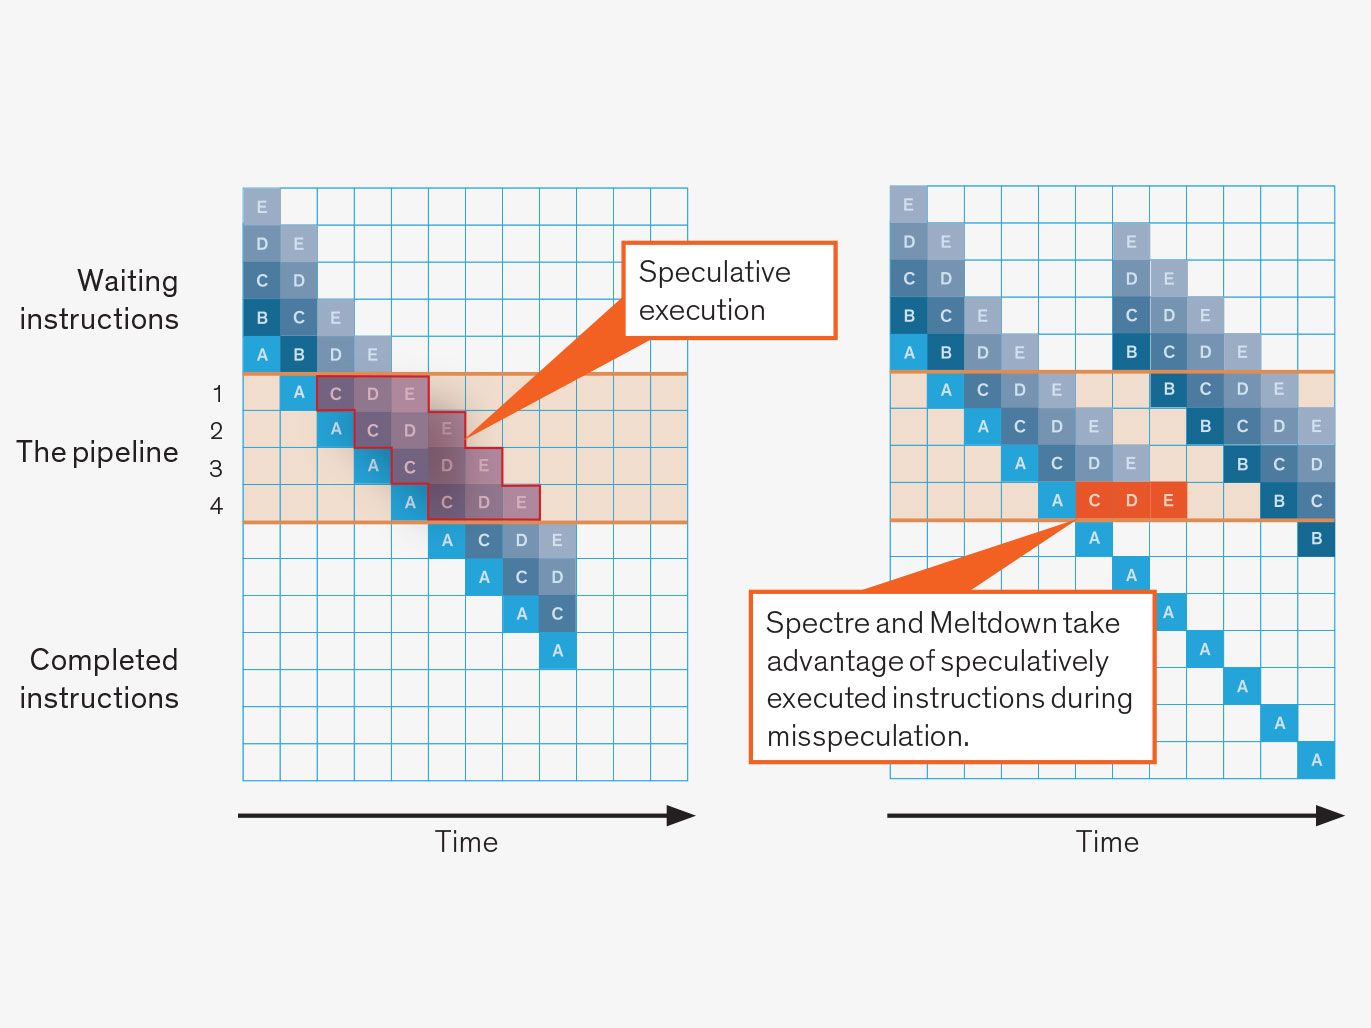 E
D E
C D
B C E
A B D E
A C D E
A C D E
A C D E
A C D E
A C D E
A C D
A C
A
Waiting
instructions
1
2
The pipeline
3
4
Completed
instructions
Speculative
execution
Time
E
D E E
C D D E
B C E C D E
A B D E B C D E
A C D E B C D E
A C D E B C D E
A C D E B C D
A C D E B C
A B
A
A
A
A
A
A
Spectre and Meltdown take
advantage of speculatively
executed instructions during
misspeculation.
Time